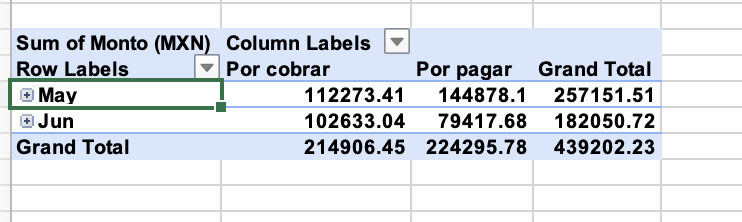 Sum of Monto (MXN) Column Labels
Row Labels Por cobrar Por pagar Grand Total
May 112273.41 144878.1 257151.51
Jun 102633.04 79417.68 182050.72
Grand Total 214906.45 224295.78 439202.23